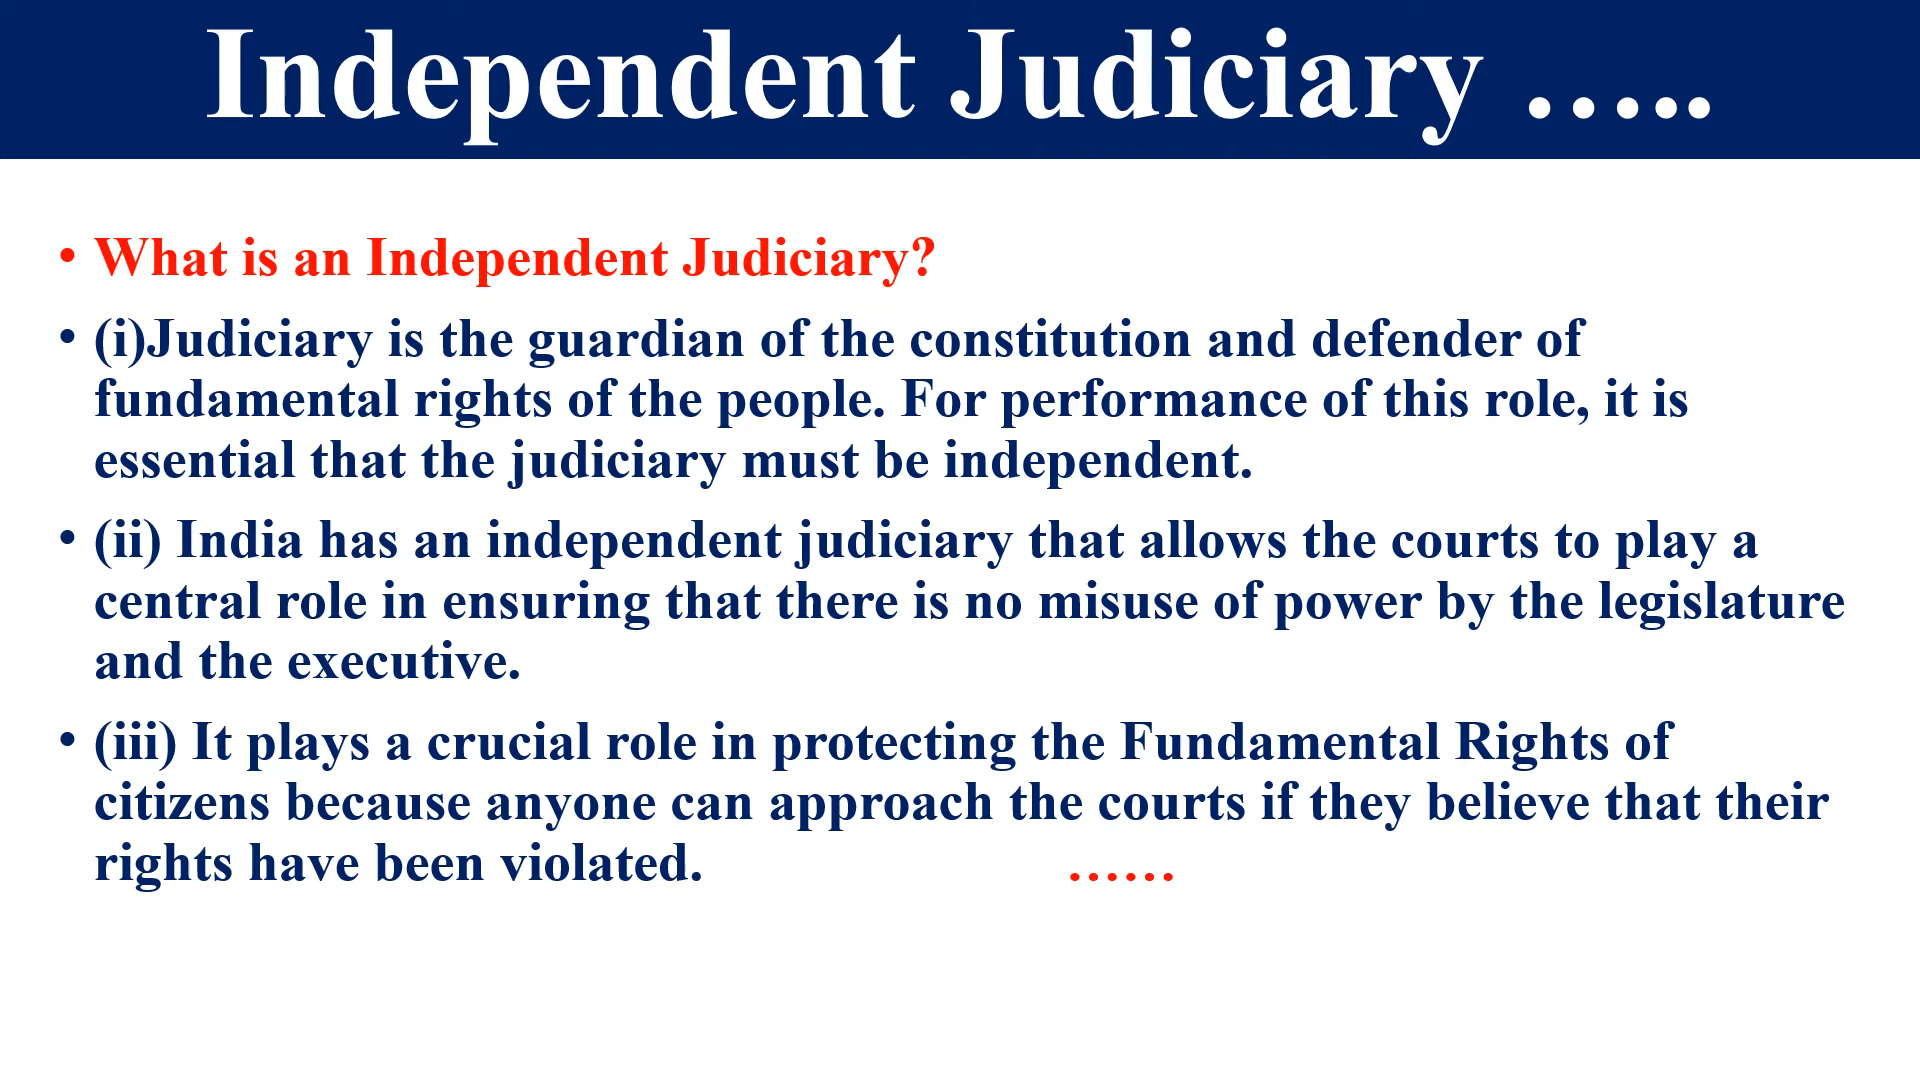 Independent Judiciary …..
• What is an Independent Judiciary?
• (i)Judiciary is the guardian of the constitution and defender of
fundamental rights of the people. For performance of this role, it is
essential that the judiciary must be independent.
• (ii) India has an independent judiciary that allows the courts to play a
central role in ensuring that there is no misuse of power by the legislature
and the executive.
• (iii) It plays a crucial role in protecting the Fundamental Rights of
citizens because anyone can approach the courts if they believe that their
rights have been violated. ……